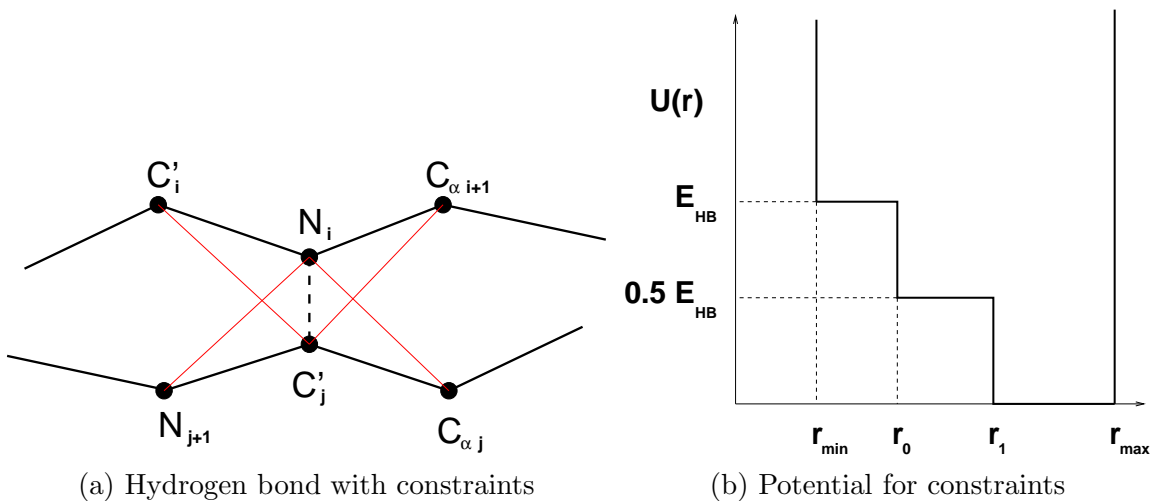 C'i
Cα i+1
Ni
C'j
Nj+1
Cα j
(a) Hydrogen bond with constraints
U(r)
EHB
0.5 EHB
rmin
r0
r1
rmax
(b) Potential for constraints